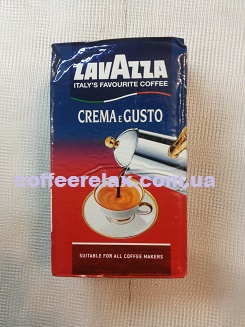 LAVAZZA
ITALY'S FAVOURITE COFFEE
CREMA E GUSTO
coffeerelax.com.ua
SUITABLE FOR ALL COFFEE MAKERS